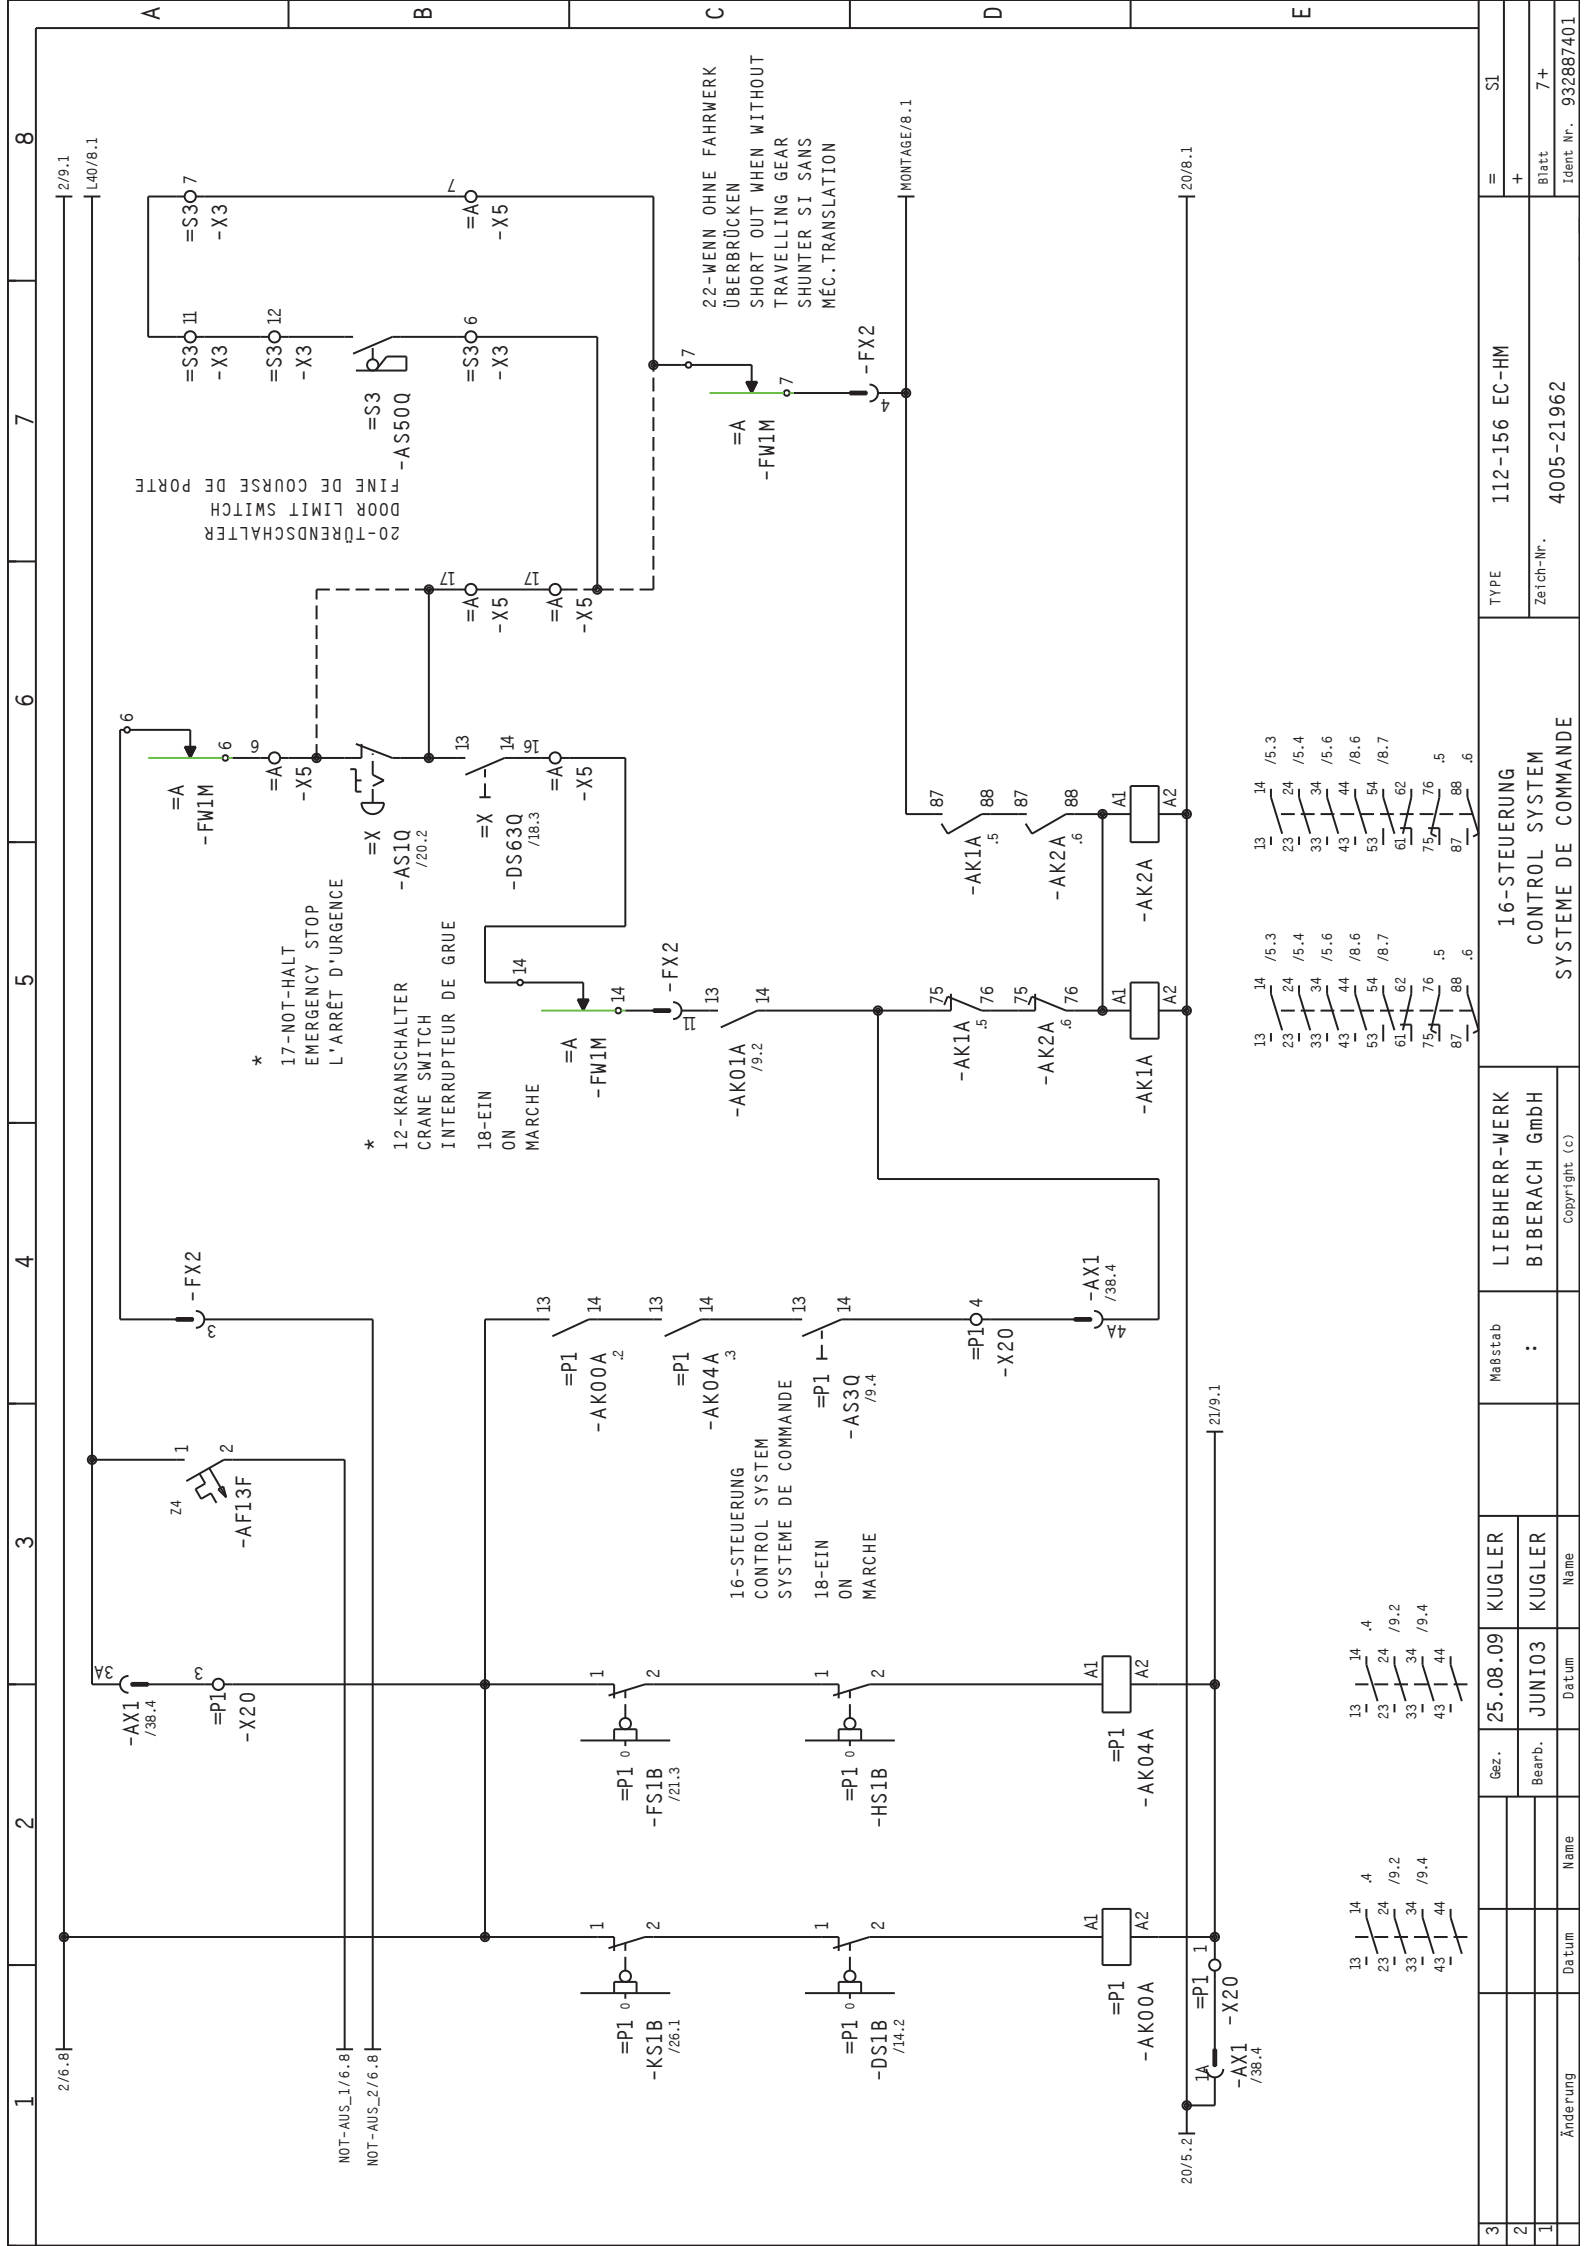 1
2
3
4
5
6
7
8
A
B
C
D
E
2/6.8
2/9.1
L40/8.1
NOT-AUS_1/6.8
NOT-AUS_2/6.8
3A
-AX1
/38.4
3
=P1
-X20
Z4
1
2
-AF13F
3
-FX2
6
=A
-FW1M
6
6
=A
-X5
*
17-NOT-HALT
EMERGENCY STOP
L'ARRÊT D'URGENCE
=X
-AS1Q
/20.2
*
12-KRANSCHALTER
CRANE SWITCH
INTERRUPTEUR DE GRUE
18-EIN
ON
MARCHE
13
14
=X
-DS63Q
/18.3
16
=A
-X5
17
=A
-X5
17
=A
-X5
20-TÜRENDSCHALTER
DOOR LIMIT SWITCH
FINE DE COURSE DE PORTE
11
=S3
-X3
12
=S3
-X3
=S3
-AS50Q
6
=S3
-X3
7
=S3
-X3
7
=A
-X5
22-WENN OHNE FAHRWERK
ÜBERBRÜCKEN
SHORT OUT WHEN WITHOUT
TRAVELLING GEAR
SHUNTER SI SANS
MÉC.TRANSLATION
7
=A
-FW1M
7
-FX2
4
MONTAGE/8.1
14
=A
-FW1M
14
-FX2
11
13
14
-AK01A
/9.2
=P1
-KS1B
/26.1
0
1
2
=P1
-DS1B
/14.2
0
1
2
=P1
-AK00A
A1
A2
=P1
-FS1B
/21.3
0
1
2
=P1
-HS1B
0
1
2
=P1
-AK04A
A1
A2
13
14
=P1
-AK00A
.2
13
14
=P1
-AK04A
.3
16-STEUERUNG
CONTROL SYSTEM
SYSTEME DE COMMANDE
18-EIN
ON
MARCHE
13
14
=P1
-AS3Q
/9.4
4
=P1
-X20
-AX1
/38.4
4A
75
76
-AK1A
.5
75
76
-AK2A
.6
A1
A2
-AK1A
87
88
-AK1A
.5
87
88
-AK2A
.6
A1
A2
-AK2A
20/5.2
20/8.1
21/9.1
1A
-AX1
/38.4
1
=P1
-X20
13 14 .4
23 24 /9.2
33 34 /9.4
43 44
13 14 .4
23 24 /9.2
33 34 /9.4
43 44
13 14 /5.3
23 24 /5.4
33 34 /5.6
43 44 /8.6
53 54 /8.7
61 62
75 76 .5
87 88 .6
13 14 /5.3
23 24 /5.4
33 34 /5.6
43 44 /8.6
53 54 /8.7
61 62
75 76 .5
87 88 .6
3
2
1
Änderung
Datum
Name
Gez.
25.08.09
KUGLER
Bearb.
JUNI03
KUGLER
Datum
Name
Maßstab
:
LIEBHERR-WERK
BIBERACH GmbH
Copyright (c)
16-STEUERUNG
CONTROL SYSTEM
SYSTEME DE COMMANDE
TYPE
112-156 EC-HM
Zeich-Nr.
4005-21962
= S1
+
Blatt 7+
Ident Nr. 932887401